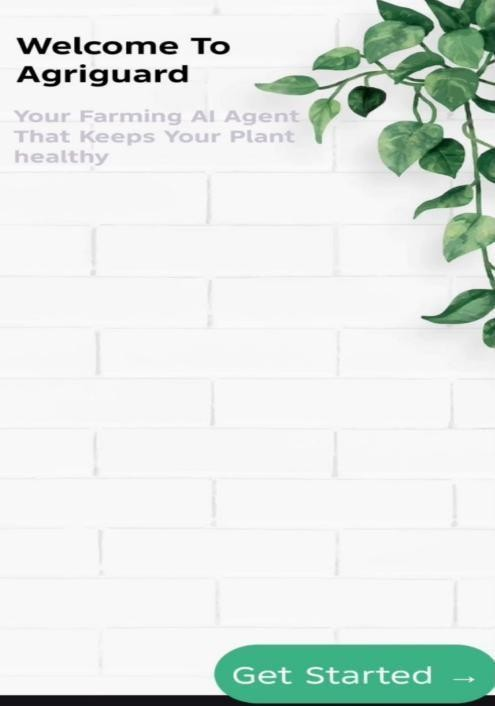 Welcome To
Agriguard
Your Farming AI Agent
That Keeps Your Plant
healthy
Get Started →